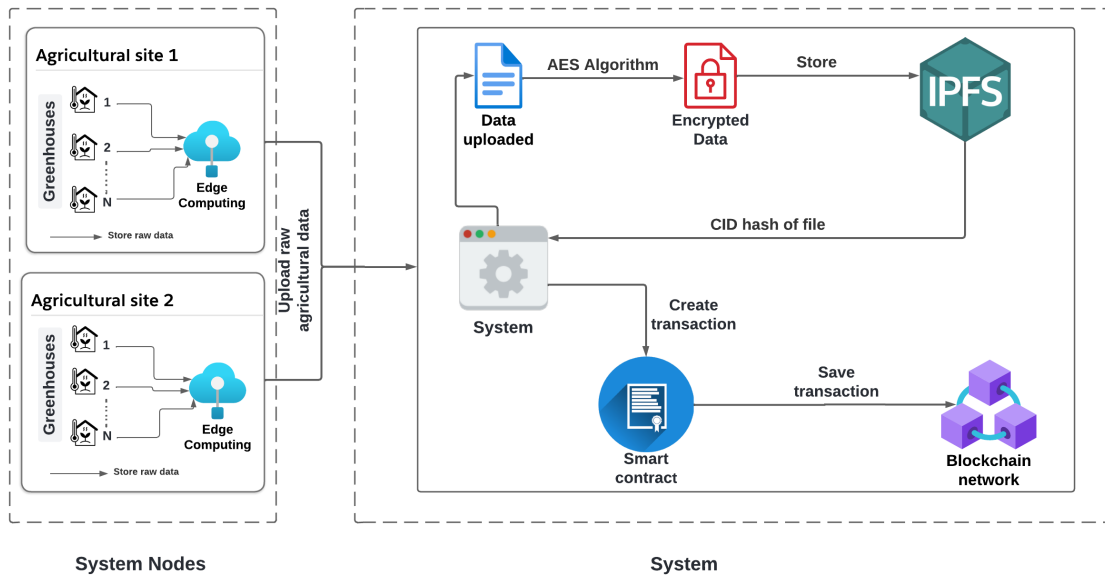 Agricultural site 1
Greenhouses
1
2
N
Edge
Computing
Store raw data
Agricultural site 2
Greenhouses
1
2
N
Edge
Computing
Store raw data
System Nodes
Upload raw
agricultural data
Data
uploaded
AES Algorithm
Encrypted
Data
Store
IPFS
CID hash of file
System
Create
transaction
Smart
contract
Save
transaction
Blockchain
network
System